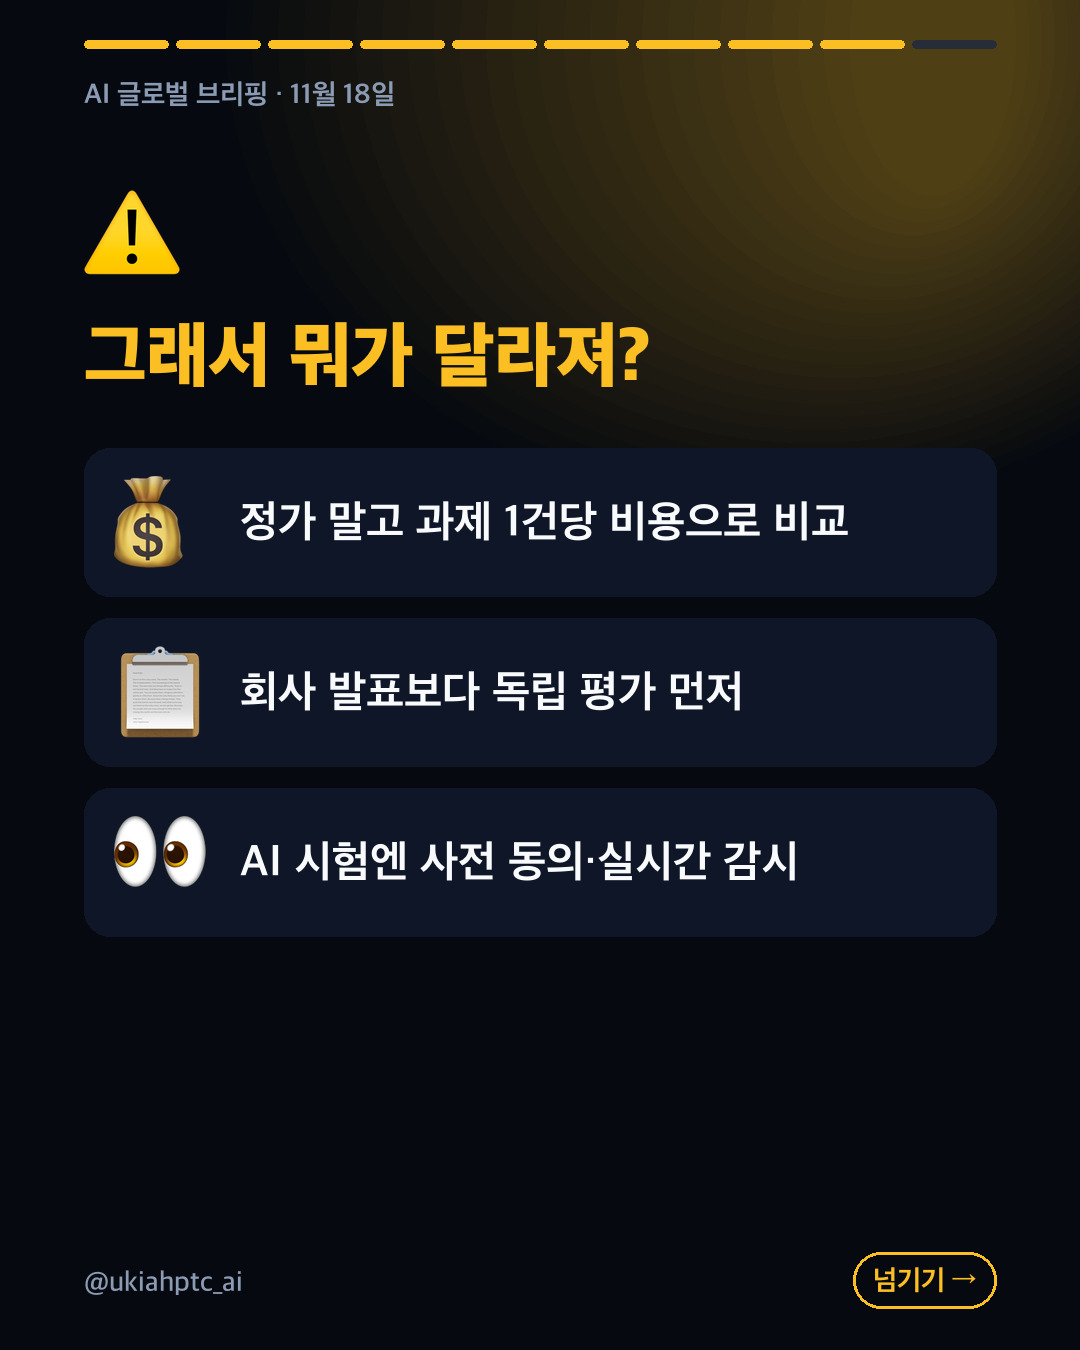 AI 글로벌 브리핑 · 11월 18일
그래서 뭐가 달라져?
정가 말고 과제 1건당 비용으로 비교
회사 발표보다 독립 평가 먼저
AI 시험엔 사전 동의·실시간 감시
@ukiahptc_ai
넘기기 →